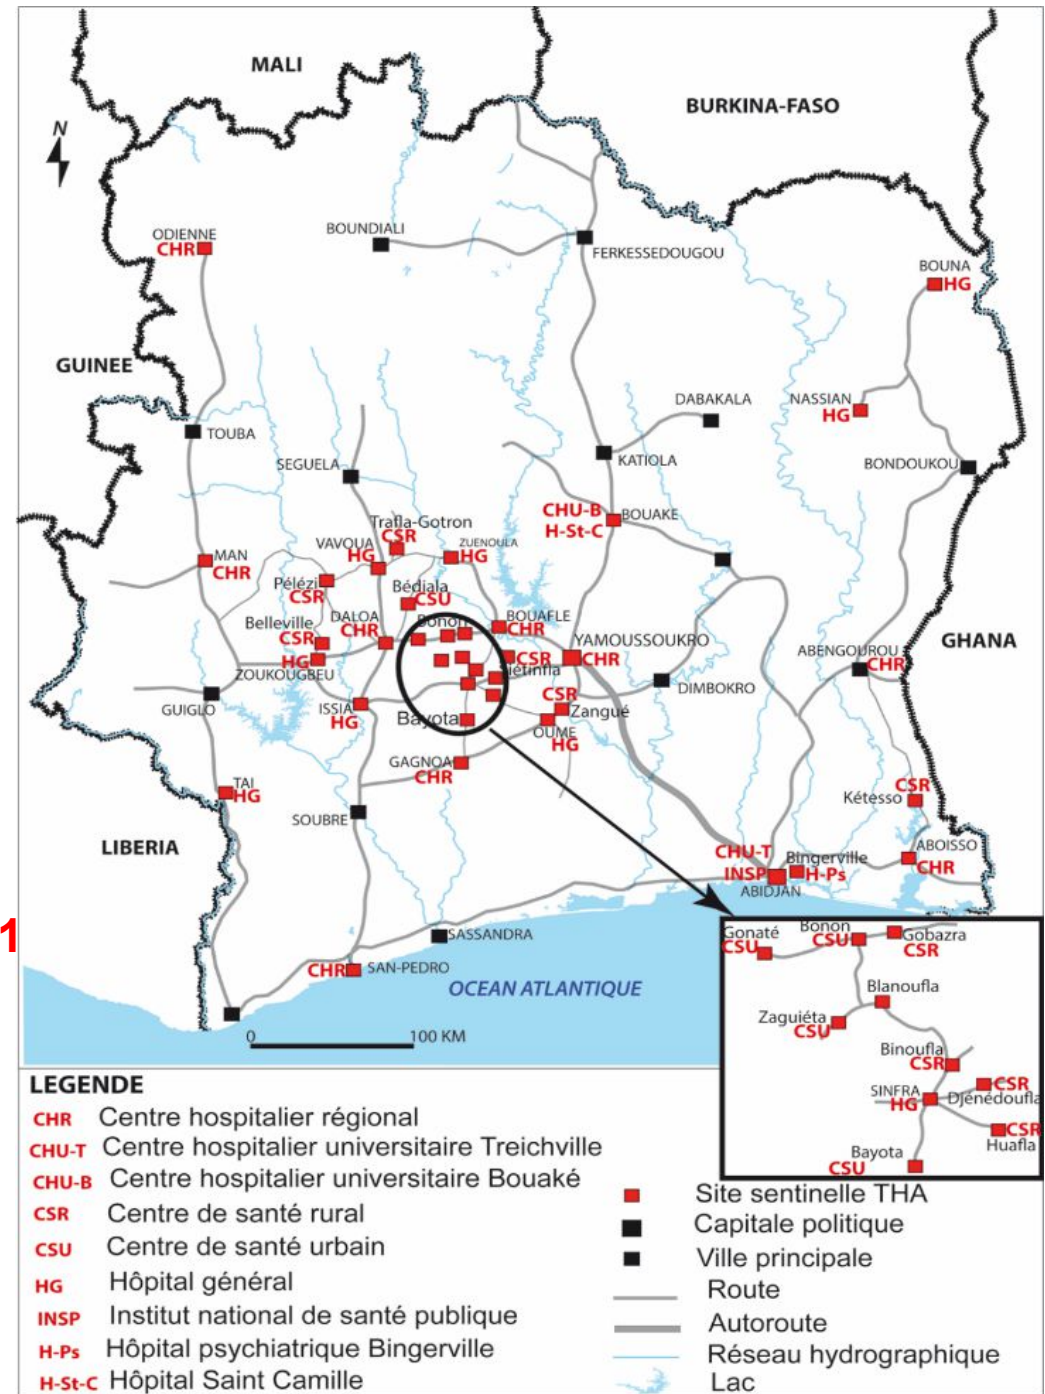 MALI
BURKINA-FASO
N
ODIENNE
CHR
BOUNDIALI
FERKESSEDOUGOU
BOUNA
HG
GUINEE
TOUBA
DABAKALA
NASSIAN
HG
SEGUELA
KATIOLA
BONDOUKOU
CHU-B
BOUAKE
H-St-C
Trafla-Gotron
CSR
VAVOUA
HG
ZUENOULA
HG
MAN
CHR
Pélézi
CSR
Bédiala
CSU
Belleville
CSR
DALOA
CHR
Bonon
BOUAFLE
CHR
YAMOUSSOUKRO
CHR
GHANA
HG
ZOUKOUGBEU
CSR
iétinfla
ABENGOUROU
CHR
GUIGLO
ISSIA
HG
DIMBOKRO
CSR
Zangué
Bayota
OUME
HG
GAGNOA
CHR
TAI
HG
CSR
Kétesso
SOUBRE
LIBERIA
ABOISSO
CHR
CHU-T
Bingerville
INSP
H-Ps
ABIDJAN
1
SASSANDRA
CHR
SAN-PEDRO
OCEAN ATLANTIQUE
0
100 KM
Gonaté
CSU
Bonon
CSU
Gobazra
CSR
Blanoufla
Zaguiéta
CSU
Binoufla
CSR
SINFRA
HG
CSR
Djénédoufla
CSR
Huafla
Bayota
CSU
LEGENDE
CHR Centre hospitalier régional
CHU-T Centre hospitalier universitaire Treichville
CHU-B Centre hospitalier universitaire Bouaké
CSR Centre de santé rural
CSU Centre de santé urbain
HG Hôpital général
INSP Institut national de santé publique
H-Ps Hôpital psychiatrique Bingerville
H-St-C Hôpital Saint Camille
Site sentinelle THA
Capitale politique
Ville principale
Route
Autoroute
Réseau hydrographique
Lac